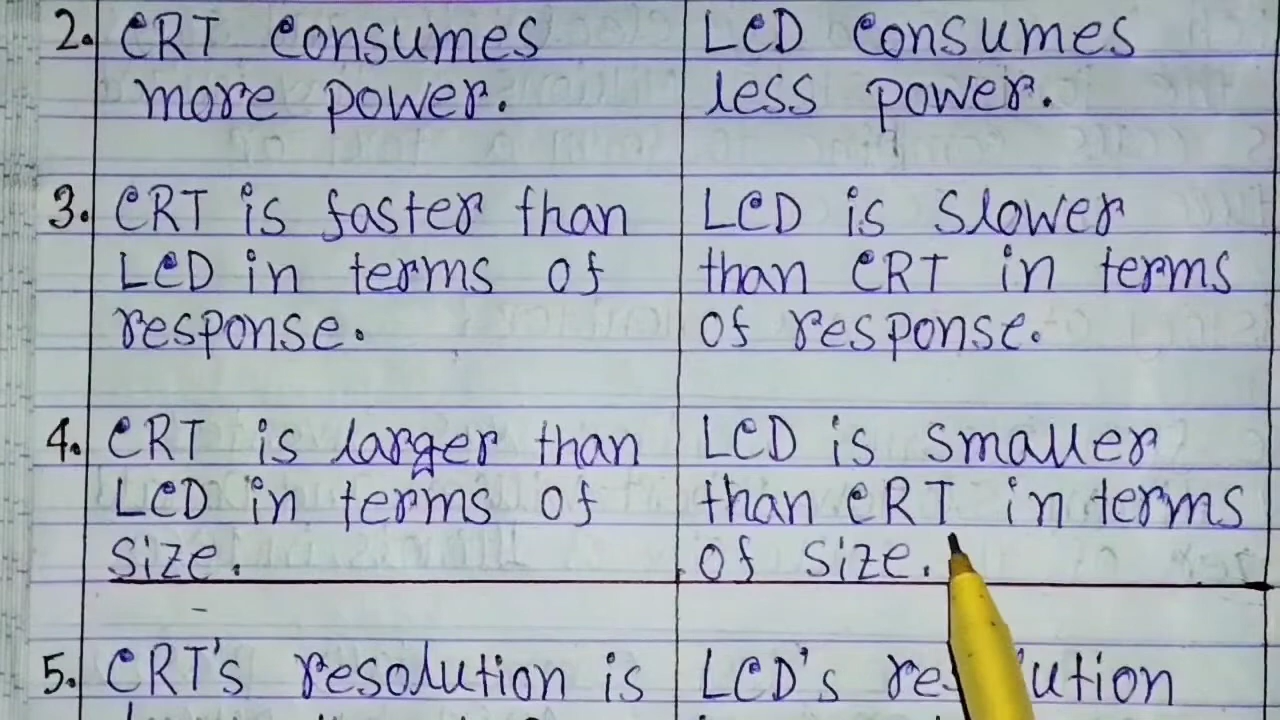 2. CRT consumes
more power.
LCD consumes
less power.
3. CRT is faster than
LCD in terms of
response.
LCD is slower
than CRT in terms
of response.
4. CRT is larger than
LCD in terms of
size.
LCD is smaller
than CRT in terms
of size.
5. CRT's resolution is
LCD's